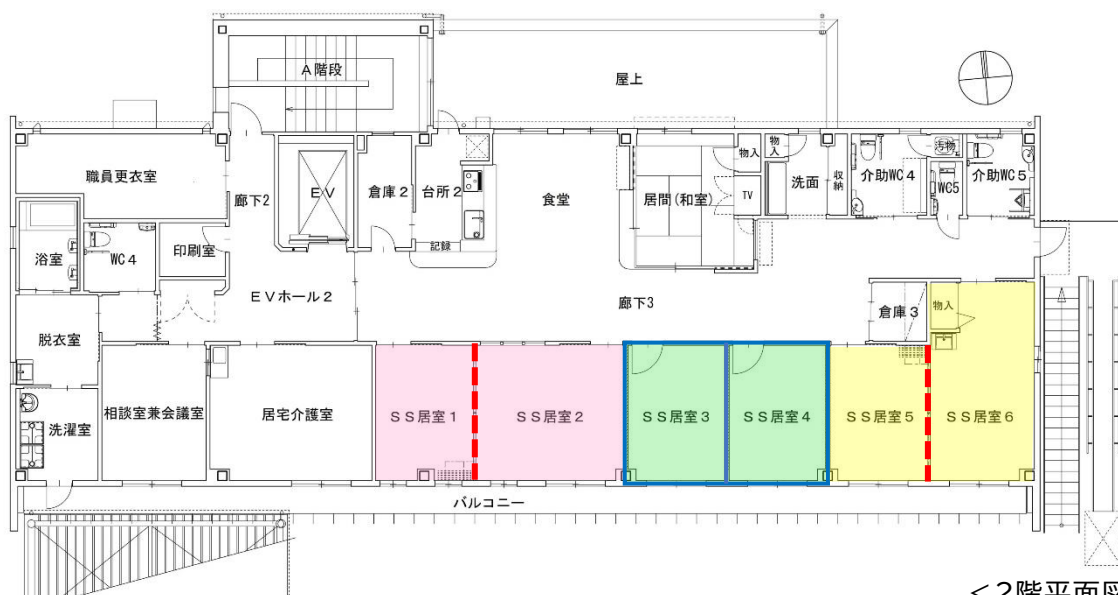 A階段
屋上
職員更衣室
廊下2
EV
倉庫2
台所2
記録
食堂
居間(和室)
物入
TV
物入
洗面
収納
介助WC4
汚物
WC5
介助WC5
浴室
WC4
印刷室
EVホール2
廊下3
倉庫3
物入
脱衣室
洗濯室
相談室兼会議室
居宅介護室
SS居室1
SS居室2
SS居室3
SS居室4
SS居室5
SS居室6
バルコニー
<2階平面図